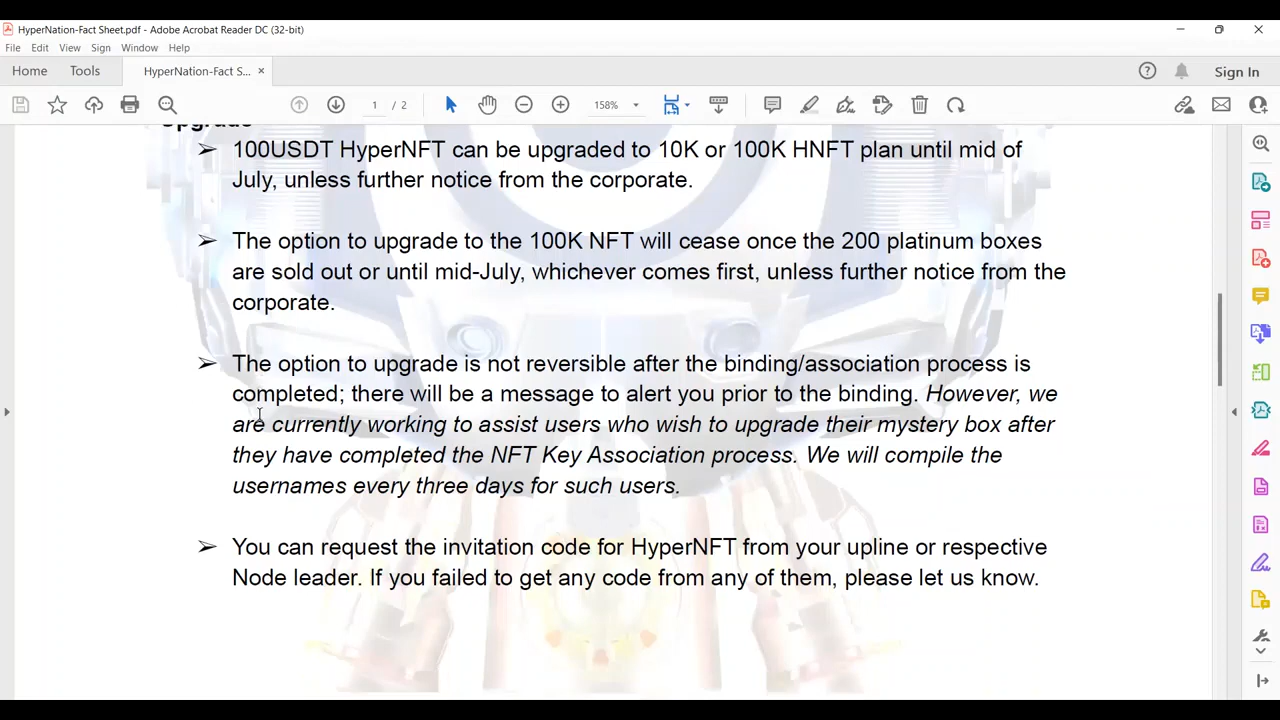 HyperNation-Fact Sheet.pdf - Adobe Acrobat Reader DC (32-bit)
File Edit View Sign Window Help
Home Tools HyperNation-Fact S... × Sign In
1 / 2 158%
Upgrade
➢ 100USDT HyperNFT can be upgraded to 10K or 100K HNFT plan until mid of
July, unless further notice from the corporate.
➢ The option to upgrade to the 100K NFT will cease once the 200 platinum boxes
are sold out or until mid-July, whichever comes first, unless further notice from the
corporate.
➢ The option to upgrade is not reversible after the binding/association process is
completed; there will be a message to alert you prior to the binding. However, we
are currently working to assist users who wish to upgrade their mystery box after
they have completed the NFT Key Association process. We will compile the
usernames every three days for such users.
➢ You can request the invitation code for HyperNFT from your upline or respective
Node leader. If you failed to get any code from any of them, please let us know.